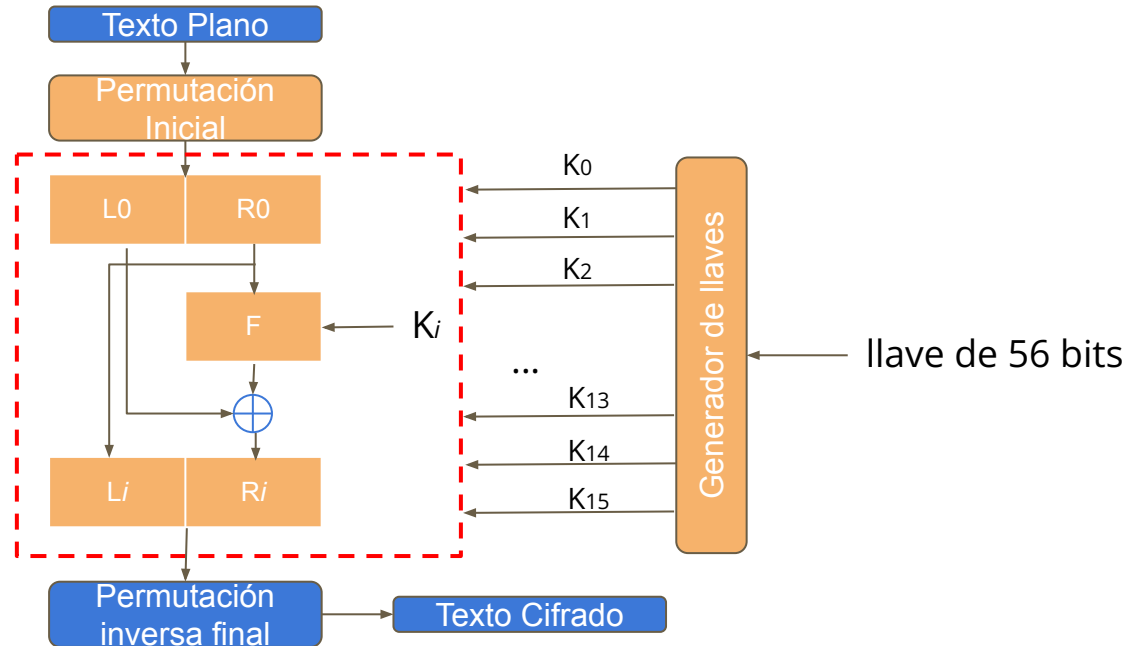 Texto Plano
Permutación
Inicial
L0
R0
F
Ki
Li
Ri
K0
K1
K2
...
K13
K14
K15
Generador de llaves
llave de 56 bits
Permutación
inversa final
Texto Cifrado